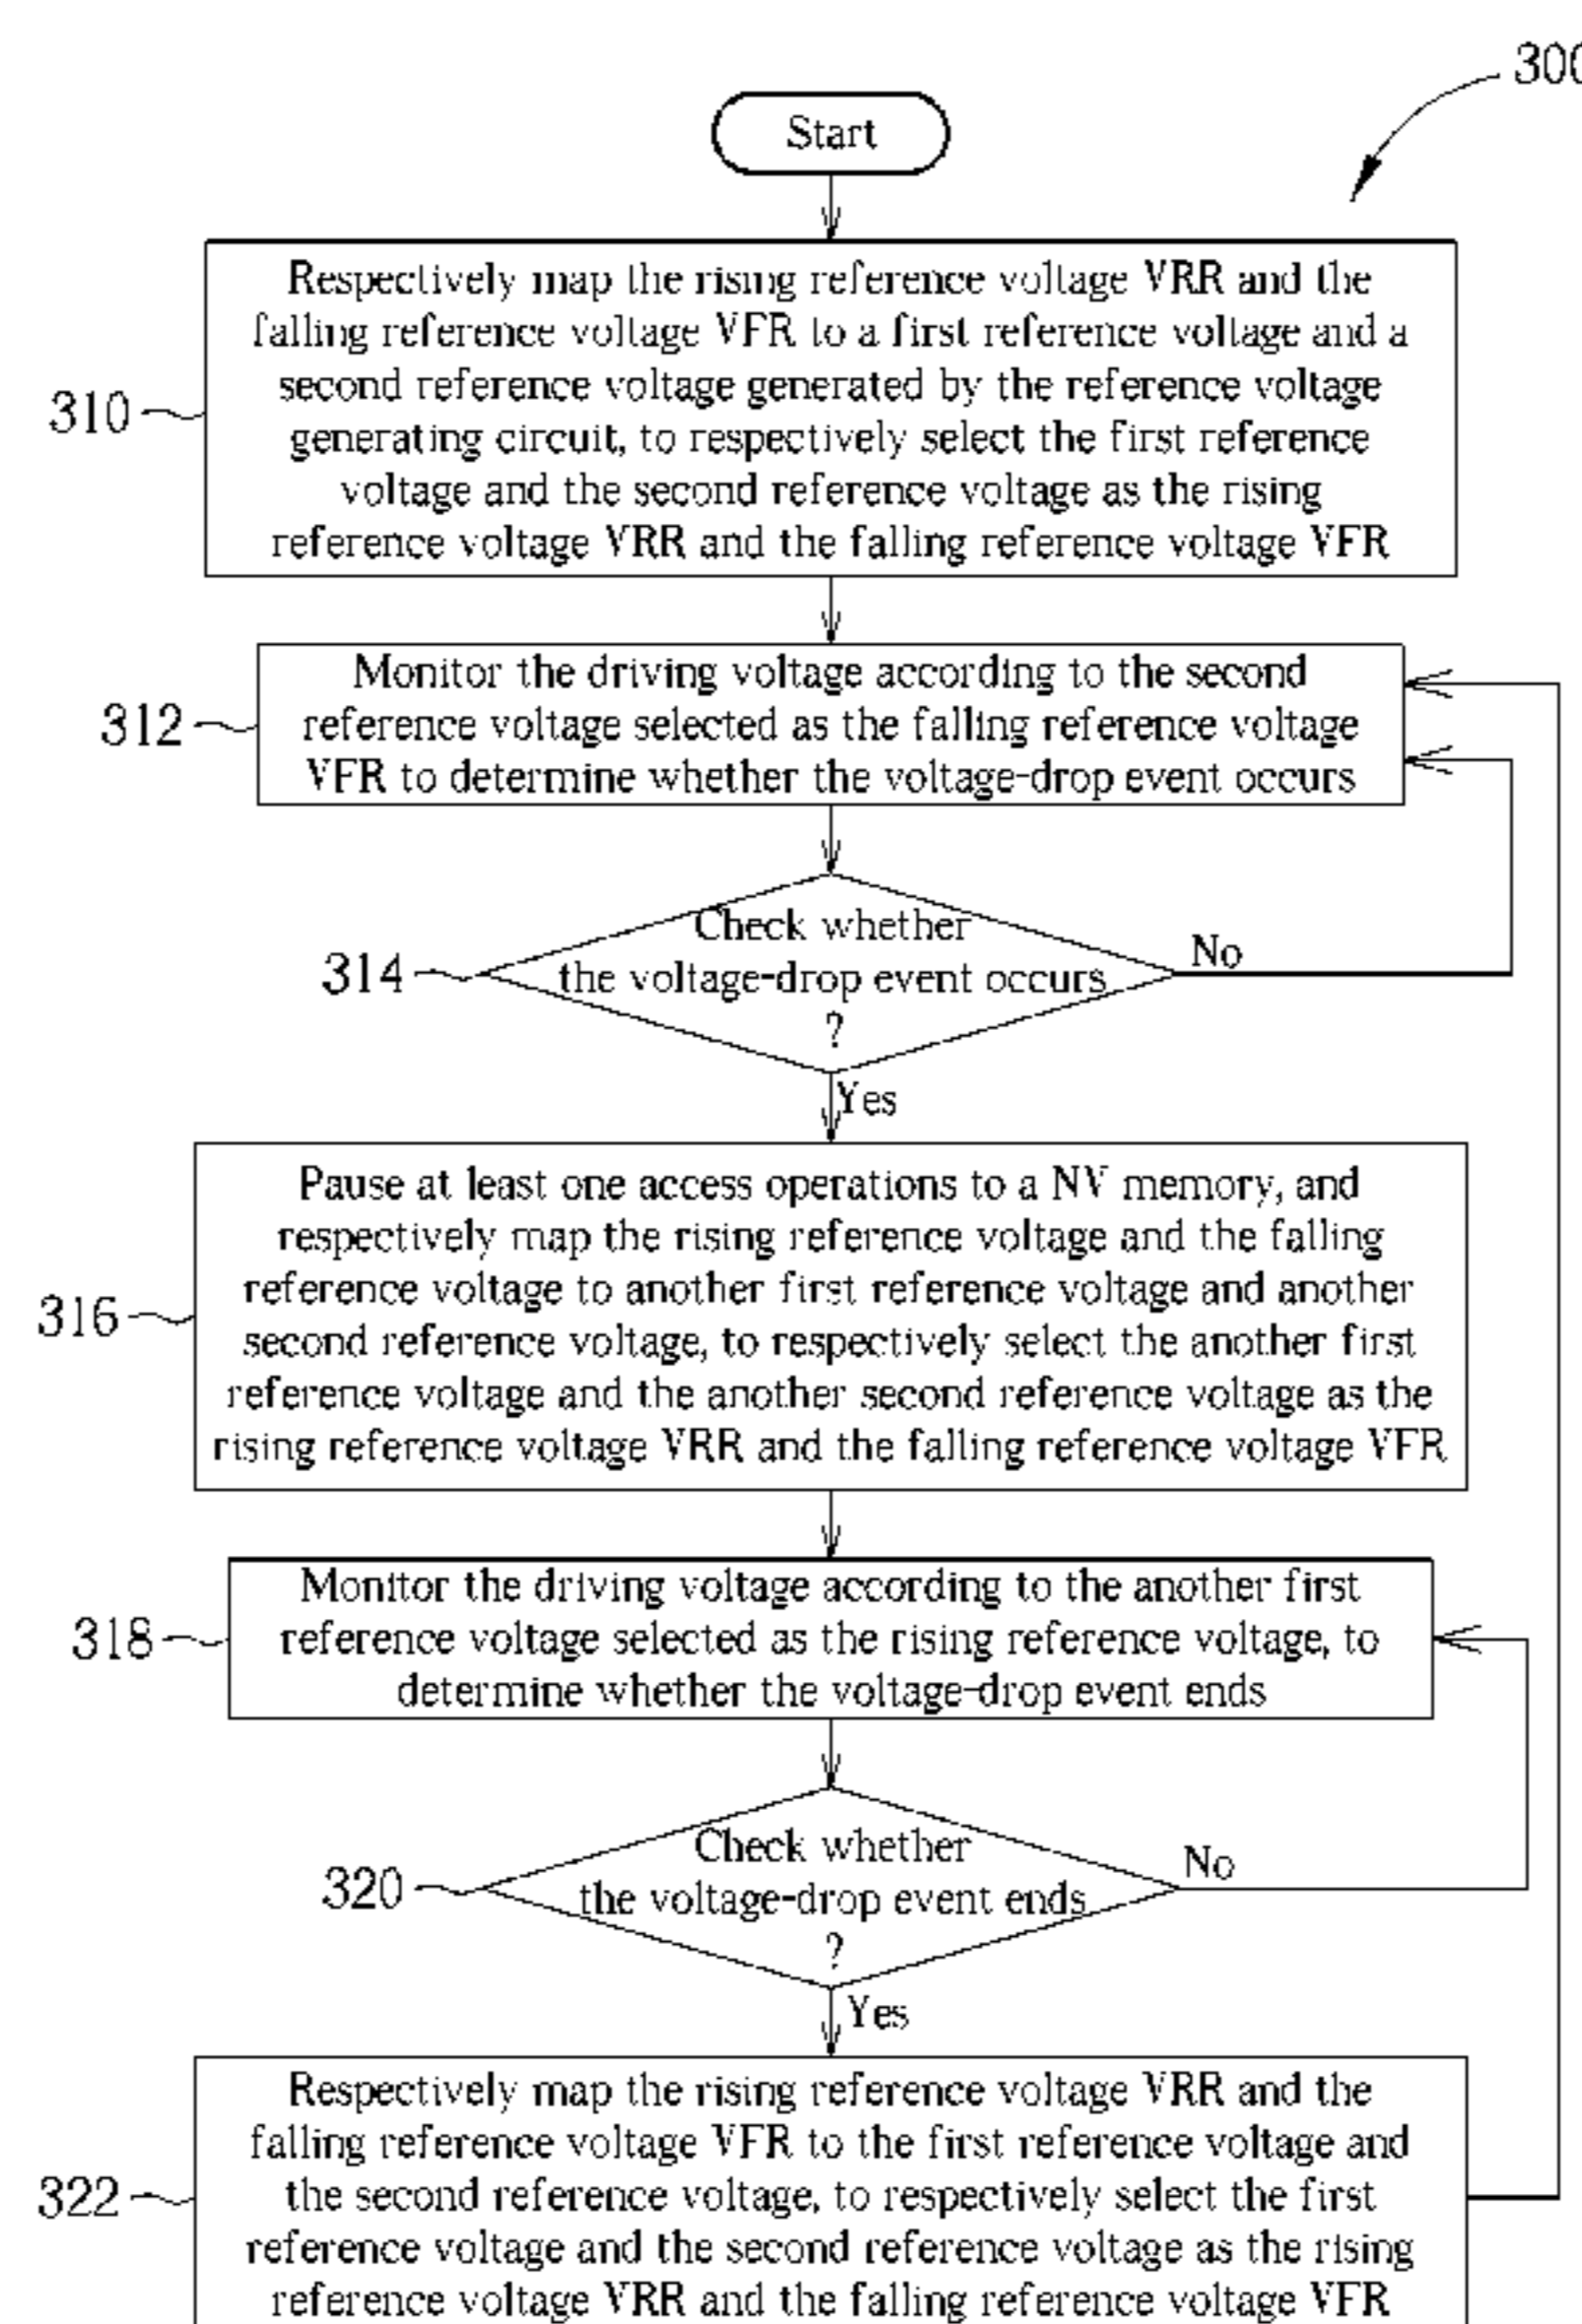 300
Start
Respectively map the rising reference voltage VRR and the
falling reference voltage VFR to a first reference voltage and a
second reference voltage generated by the reference voltage
generating circuit, to respectively select the first reference
voltage and the second reference voltage as the rising
reference voltage VRR and the falling reference voltage VFR
310
Monitor the driving voltage according to the second
reference voltage selected as the falling reference voltage
VFR to determine whether the voltage-drop event occurs
312
Check whether
the voltage-drop event occurs
?
314
No
Yes
Pause at least one access operations to a NV memory, and
respectively map the rising reference voltage and the falling
reference voltage to another first reference voltage and another
second reference voltage, to respectively select the another first
reference voltage and the another second reference voltage as the
rising reference voltage VRR and the falling reference voltage VFR
316
Monitor the driving voltage according to the another first
reference voltage selected as the rising reference voltage, to
determine whether the voltage-drop event ends
318
Check whether
the voltage-drop event ends
?
320
No
Yes
Respectively map the rising reference voltage VRR and the
falling reference voltage VFR to the first reference voltage and
the second reference voltage, to respectively select the first
reference voltage and the second reference voltage as the rising
reference voltage VRR and the falling reference voltage VFR
322